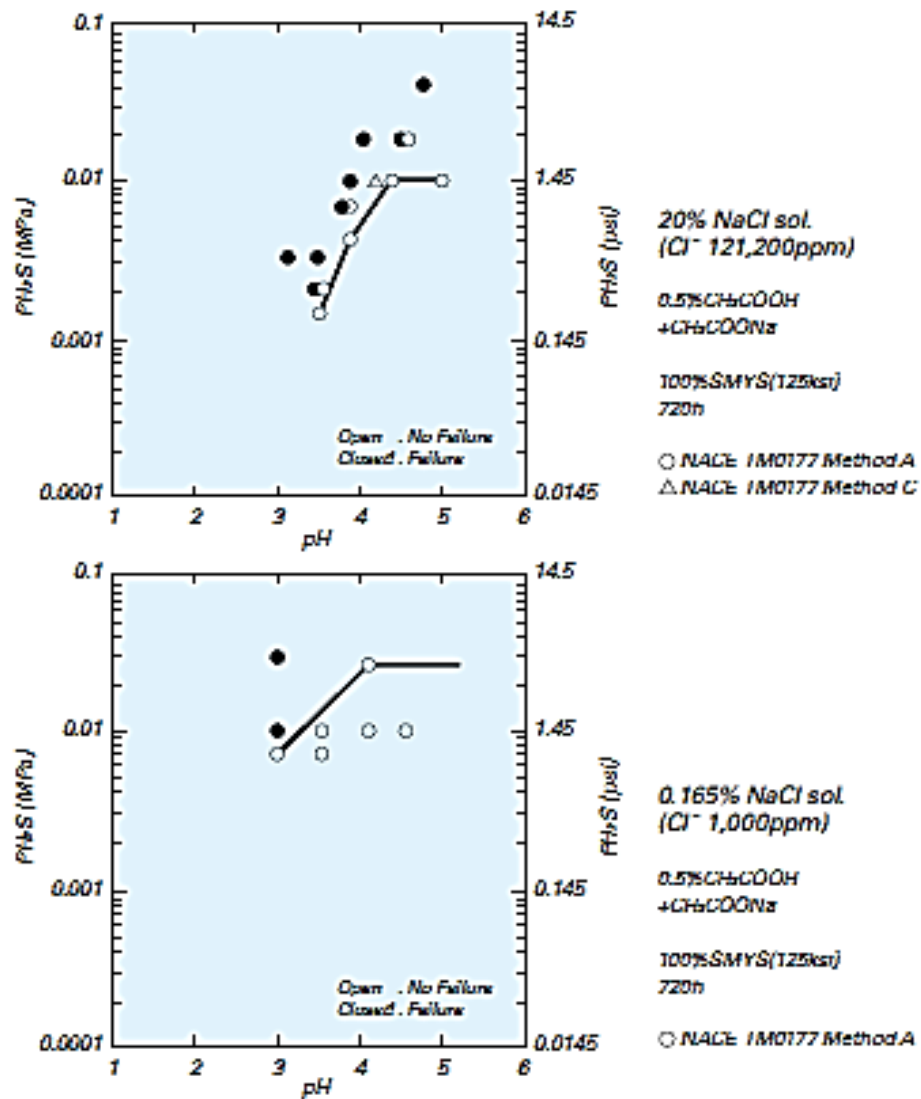 0.1
0.01
0.001
0.0001
PH₂S (MPa)
14.5
1.45
0.145
0.0145
PH₂S (psi)
Open : No Failure
Closed : Failure
1 2 3 4 5 6
pH
20% NaCl sol.
(Cl⁻ 121,200ppm)
0.5%CH₃COOH
+CH₃COONa
100%SMYS(125ksi)
720h
○ NACE TM0177 Method A
△ NACE TM0177 Method C
0.1
0.01
0.001
0.0001
PH₂S (MPa)
14.5
1.45
0.145
0.0145
PH₂S (psi)
Open : No Failure
Closed : Failure
1 2 3 4 5 6
pH
0.165% NaCl sol.
(Cl⁻ 1,000ppm)
0.5%CH₃COOH
+CH₃COONa
100%SMYS(125ksi)
720h
○ NACE TM0177 Method A